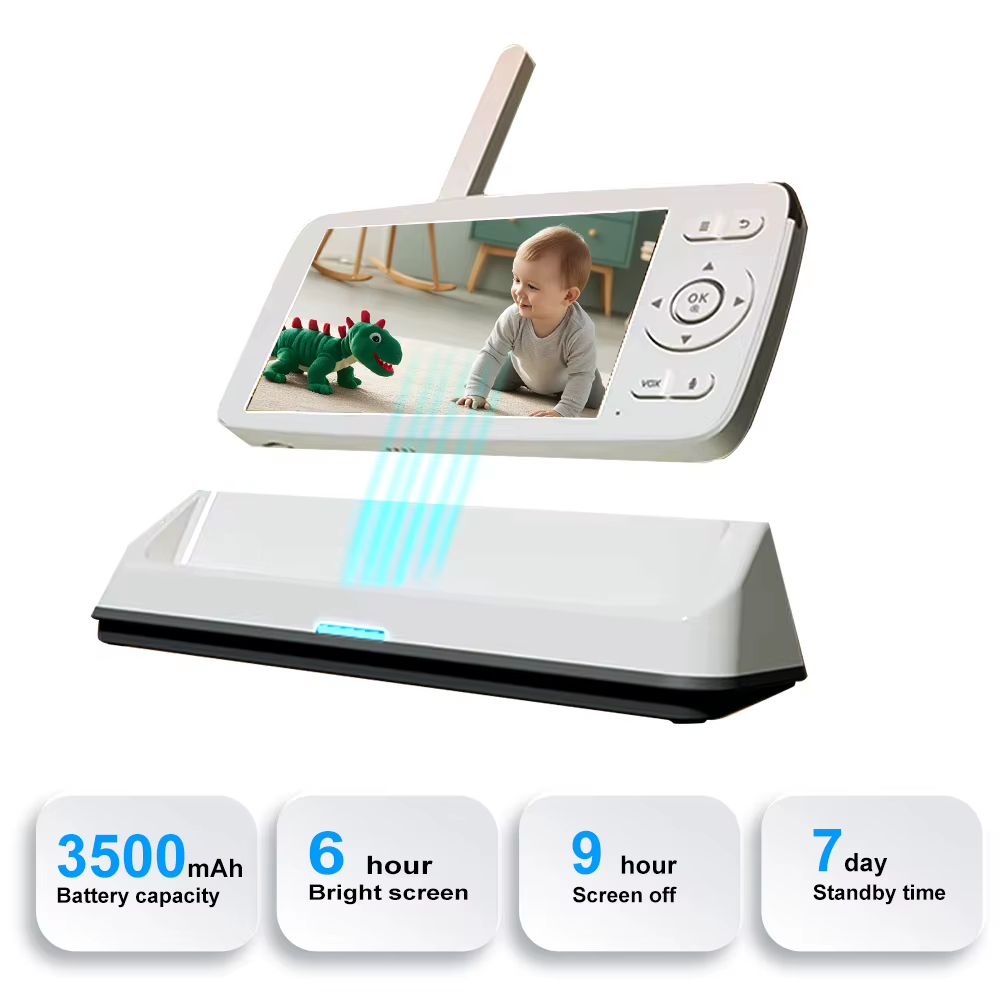 OK
VOX
3500mAh
Battery capacity
6 hour
Bright screen
9 hour
Screen off
7day
Standby time